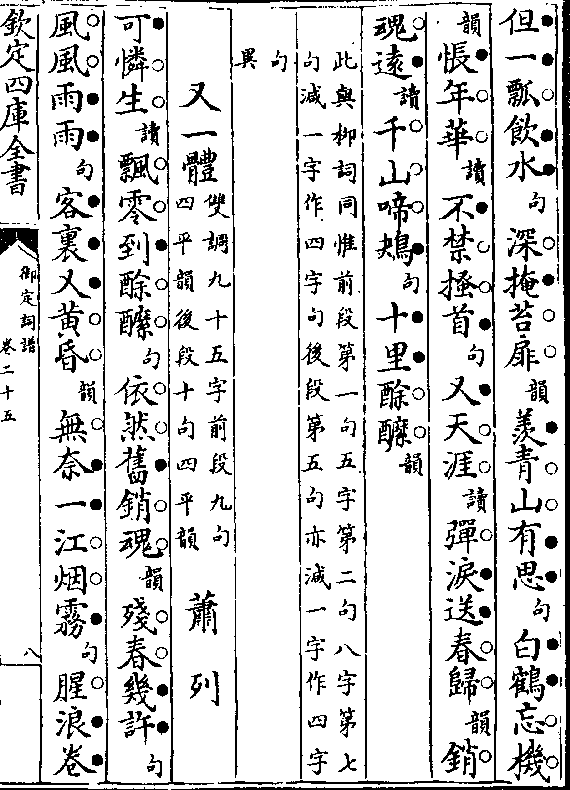 但一瓢飲水句深掩苔扉韻羨青山有思句白鶴忘機
韻悵年華讀不禁搔首句又天涯讀彈淚送春歸韻銷
魂遠讀千山啼鴂句十里酴醾韻
此與柳詞同惟前段第一句五字第二句八字第七
句減一字作四字句後段第五句亦減一字作四字
句
異
又一體雙調九十五字前段九句
四平韻後段十句四平韻 蕭列
可憐生讀飄零到酴醾句依然舊銷魂韻殘春幾許句
風風雨雨句客裏又黃昏韻無奈一江烟霧句腥浪卷
欽定四庫全書
御定詞譜
卷二十五
八